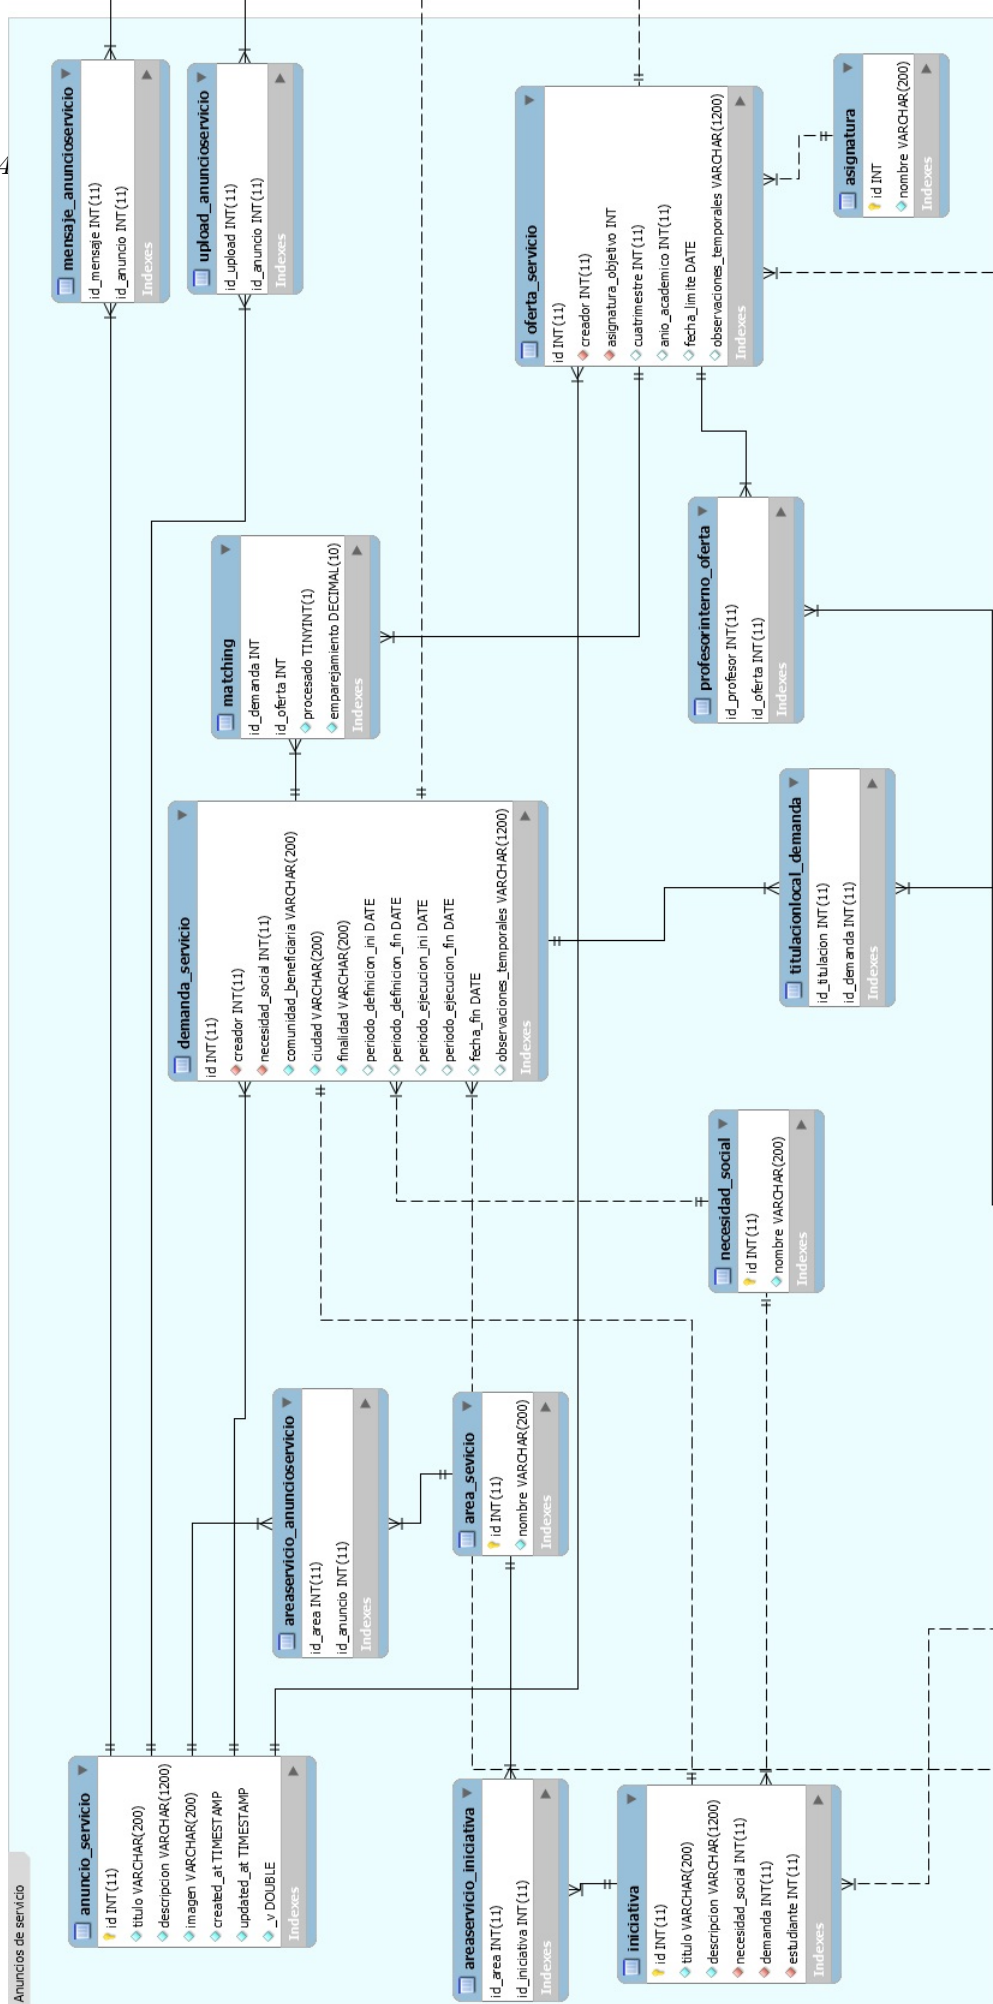 4
Anuncios de servicio
anuncio_servicio
id INT(11)
titulo VARCHAR(200)
descripcion VARCHAR(1200)
imagen VARCHAR(200)
created_at TIMESTAMP
updated_at TIMESTAMP
_v DOUBLE
Indexes
mensaje_anuncioservicio
id_mensaje INT(11)
id_anuncio INT(11)
Indexes
upload_anuncioservicio
id_upload INT(11)
id_anuncio INT(11)
Indexes
areaservicio_anuncioservicio
id_area INT(11)
id_anuncio INT(11)
Indexes
demanda_servicio
id INT(11)
creador INT(11)
necesidad_social INT(11)
comunidad_beneficiaria VARCHAR(200)
ciudad VARCHAR(200)
finalidad VARCHAR(200)
periodo_definicion_ini DATE
periodo_definicion_fin DATE
periodo_ejecucion_ini DATE
periodo_ejecucion_fin DATE
fecha_fin DATE
observaciones_temporales VARCHAR(1200)
Indexes
matching
id_demanda INT
id_oferta INT
procesado TINYINT(1)
emparejamiento DECIMAL(10)
Indexes
oferta_servicio
id INT(11)
creador INT(11)
asignatura_objetivo INT
cuatrimestre INT(11)
anio_academico INT(11)
fecha_limite DATE
observaciones_temporales VARCHAR(1200)
Indexes
asignatura
id INT
nombre VARCHAR(200)
Indexes
area_sevicio
id INT(11)
nombre VARCHAR(200)
Indexes
areaservicio_iniciativa
id_area INT(11)
id_iniciativa INT(11)
Indexes
iniciativa
id INT(11)
titulo VARCHAR(200)
descripcion VARCHAR(1200)
necesidad_social INT(11)
demanda INT(11)
estudiante INT(11)
Indexes
necesidad_social
id INT(11)
nombre VARCHAR(200)
Indexes
titulacionlocal_demanda
id_titulacion INT(11)
id_demanda INT(11)
Indexes
profesorinterno_oferta
id_profesor INT(11)
id_oferta INT(11)
Indexes